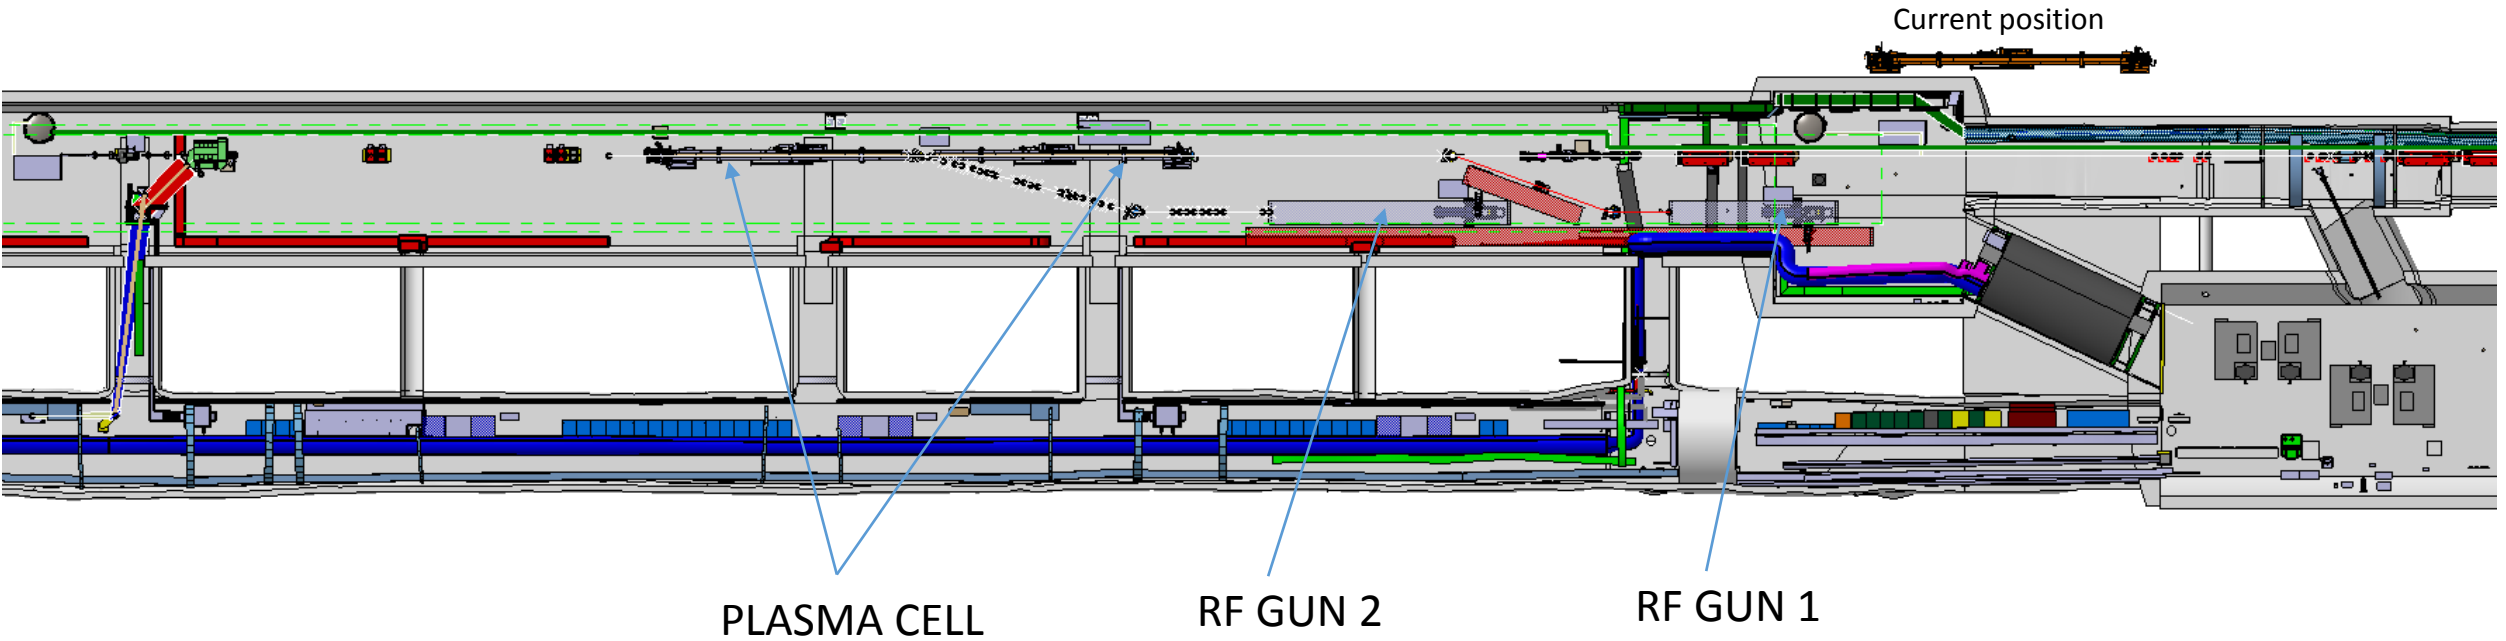 Current position
PLASMA CELL
RF GUN 2
RF GUN 1